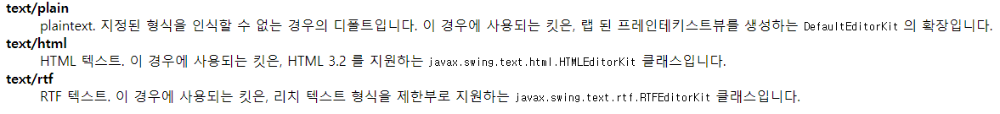 text/plain
plaintext. 지정된 형식을 인식할 수 없는 경우의 디폴트입니다. 이 경우에 사용되는 킷은, 랩 된 프레인테키스트뷰를 생성하는 DefaultEditorKit 의 확장입니다.
text/html
HTML 텍스트. 이 경우에 사용되는 킷은, HTML 3.2 를 지원하는 javax.swing.text.html.HTMLEditorKit 클래스입니다.
text/rtf
RTF 텍스트. 이 경우에 사용되는 킷은, 리치 텍스트 형식을 제한부로 지원하는 javax.swing.text.rtf.RTFEditorKit 클래스입니다.